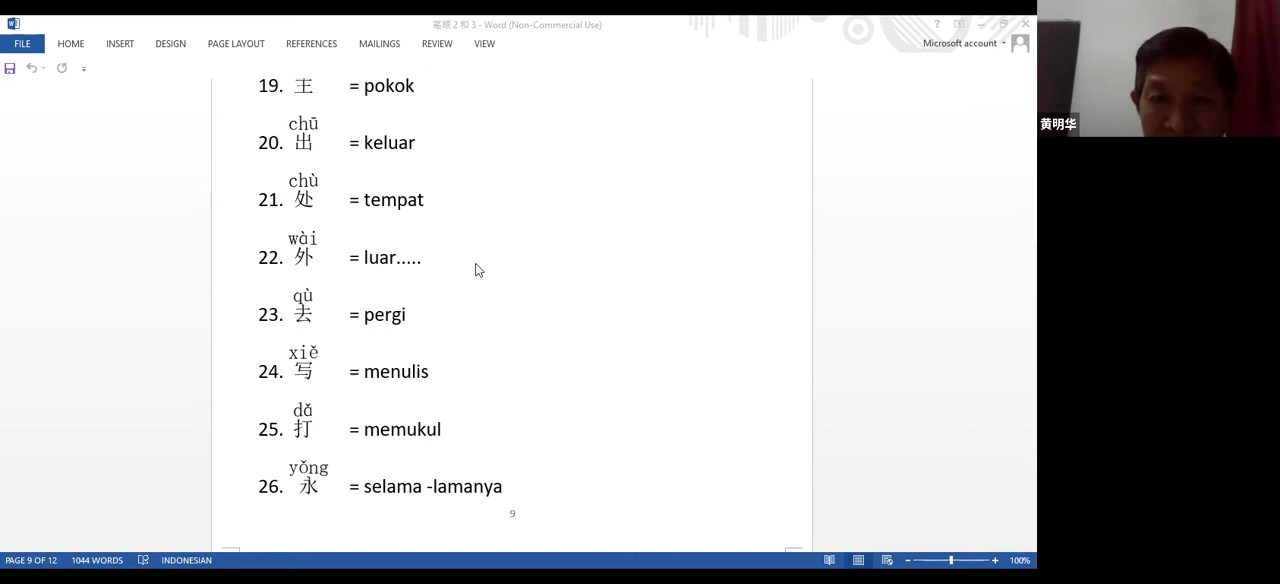 笔顺 2 和 3 - Word (Non-Commercial Use)
FILE HOME INSERT DESIGN PAGE LAYOUT REFERENCES MAILINGS REVIEW VIEW
Microsoft account
黄明华
19. 主 = pokok
chū
20. 出 = keluar
chù
21. 处 = tempat
wài
22. 外 = luar.....
qù
23. 去 = pergi
xiě
24. 写 = menulis
dǎ
25. 打 = memukul
yǒng
26. 永 = selama -lamanya
9
PAGE 9 OF 12 1044 WORDS INDONESIAN
100%